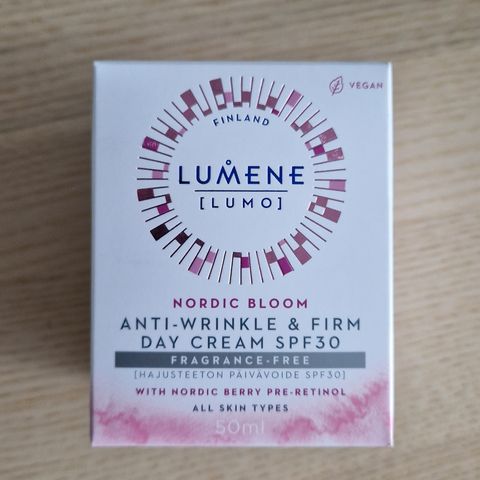 VEGAN
FINLAND
LUMENE
[LUMO]
NORDIC BLOOM
ANTI-WRINKLE & FIRM
DAY CREAM SPF30
FRAGRANCE-FREE
[HAJUSTEETON PÄIVÄVOIDE SPF30]
WITH NORDIC BERRY PRE-RETINOL
ALL SKIN TYPES
50ml